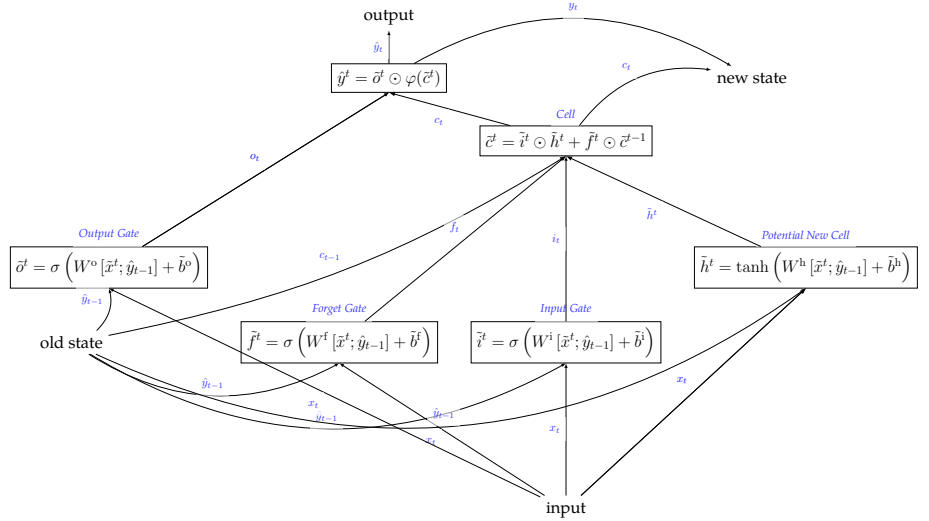 output
y_t
ŷ_t
c_t
new state
ŷ^t = õ^t ⊙ φ(c̃^t)
c_t
Cell
c̃^t = ĩ^t ⊙ h̃^t + f̃^t ⊙ c̃^{t−1}
o_t
h̃^t
f_t
Output Gate
i_t
Potential New Cell
c_{t−1}
õ^t = σ(W^o [x̃^t; ŷ_{t−1}] + b̃^o)
h̃^t = tanh(W^h [x̃^t; ŷ_{t−1}] + b̃^h)
ŷ_{t−1}
Forget Gate
Input Gate
old state
f̃^t = σ(W^f [x̃^t; ŷ_{t−1}] + b̃^f)
ĩ^t = σ(W^i [x̃^t; ŷ_{t−1}] + b̃^i)
ŷ_{t−1}
x_t
x_t
ŷ_{t−1}
ŷ_{t−1}
x_t
x_t
input